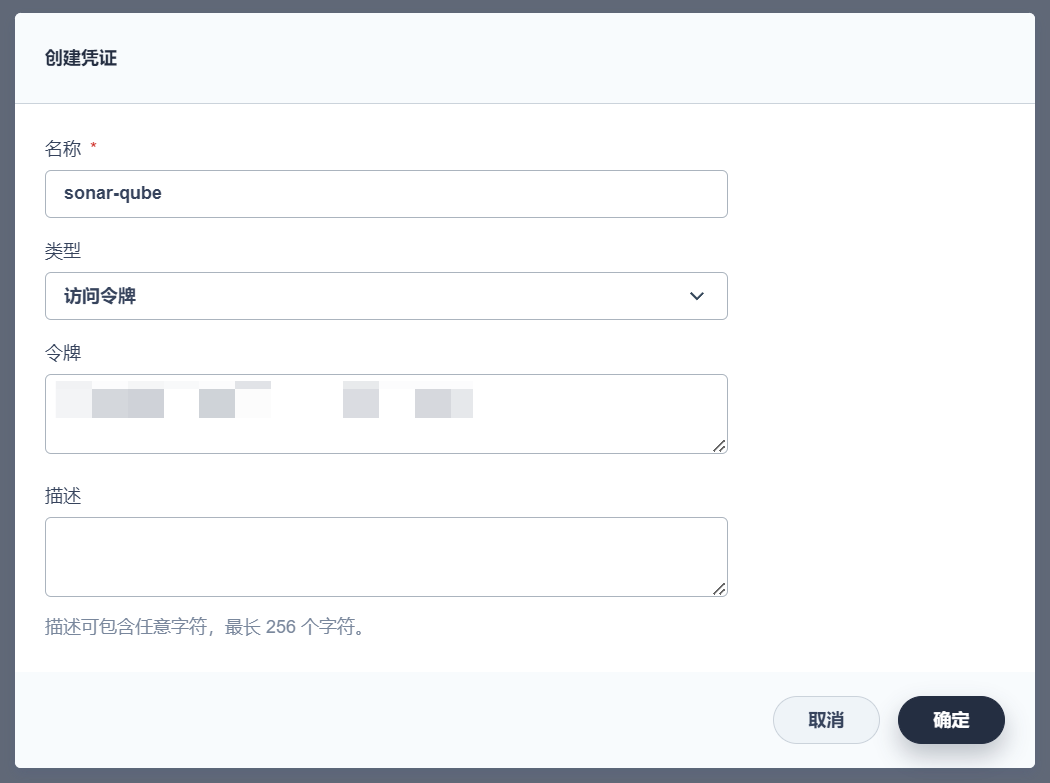 创建凭证
名称 *
sonar-qube
类型
访问令牌
令牌
描述
描述可包含任意字符，最长 256 个字符。
取消
确定